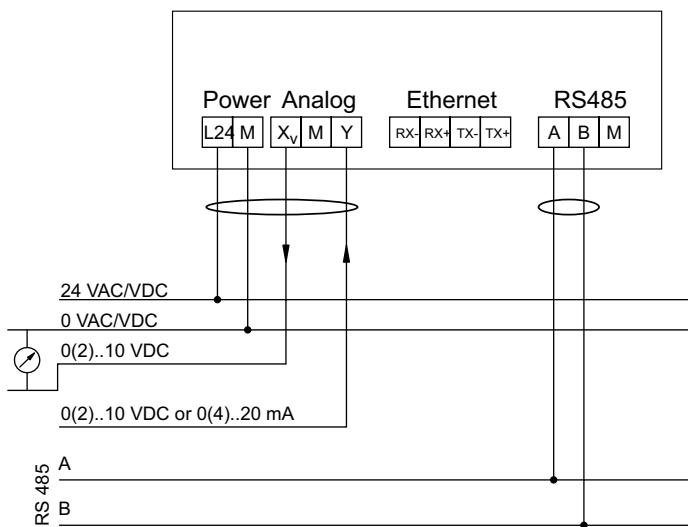 Power Analog Ethernet RS485
L24 M Xv M Y RX- RX+ TX- TX+ A B M
24 VAC/VDC
0 VAC/VDC
0(2)..10 VDC
0(2)..10 VDC or 0(4)..20 mA
RS 485
A
B